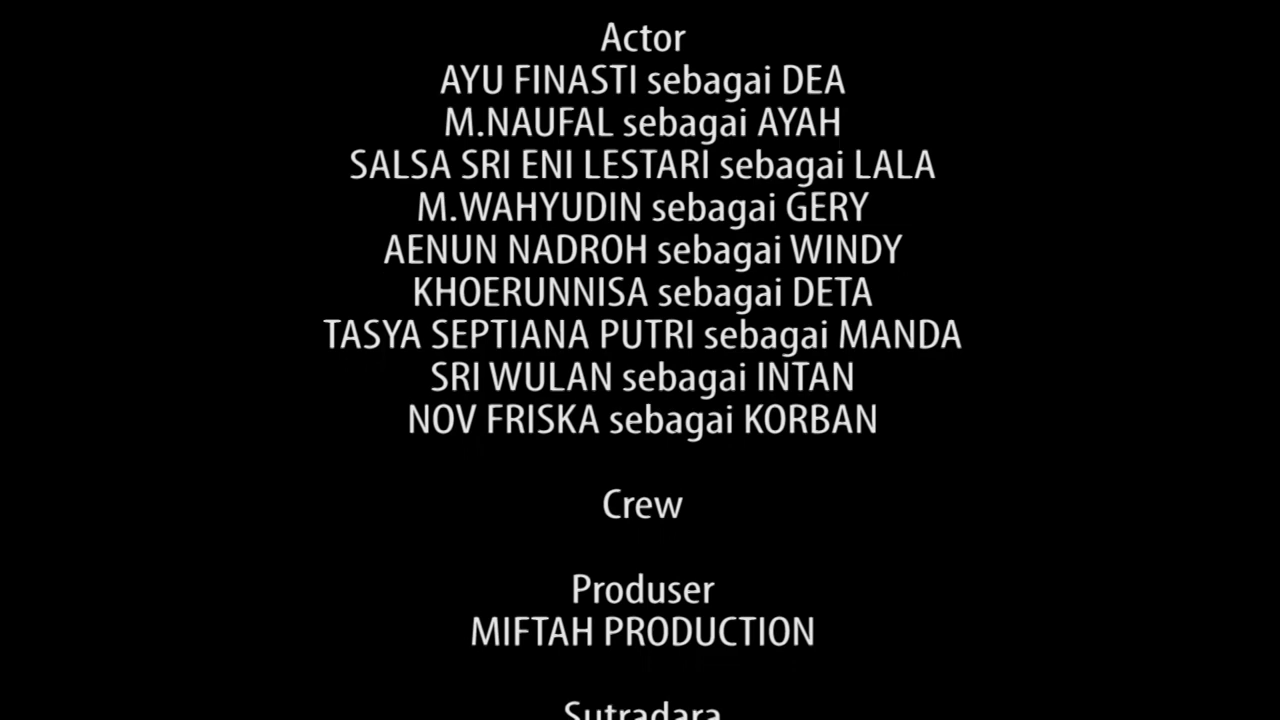 Actor
AYU FINASTI sebagai DEA
M.NAUFAL sebagai AYAH
SALSA SRI ENI LESTARI sebagai LALA
M.WAHYUDIN sebagai GERY
AENUN NADROH sebagai WINDY
KHOERUNNISA sebagai DETA
TASYA SEPTIANA PUTRI sebagai MANDA
SRI WULAN sebagai INTAN
NOV FRISKA sebagai KORBAN
Crew
Produser
MIFTAH PRODUCTION
Sutradara